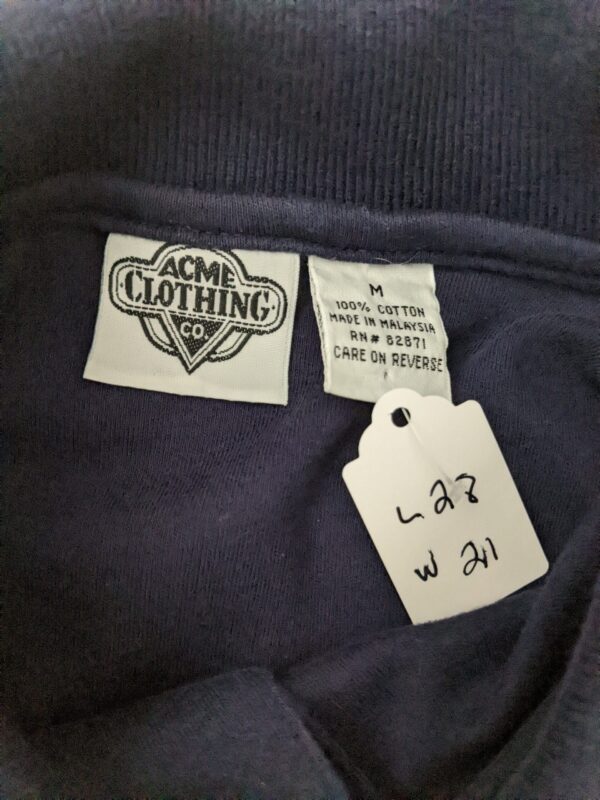 ACME
CLOTHING
CO.
M
100% COTTON
MADE IN MALAYSIA
RN# 82871
CARE ON REVERSE
L 28
W 21